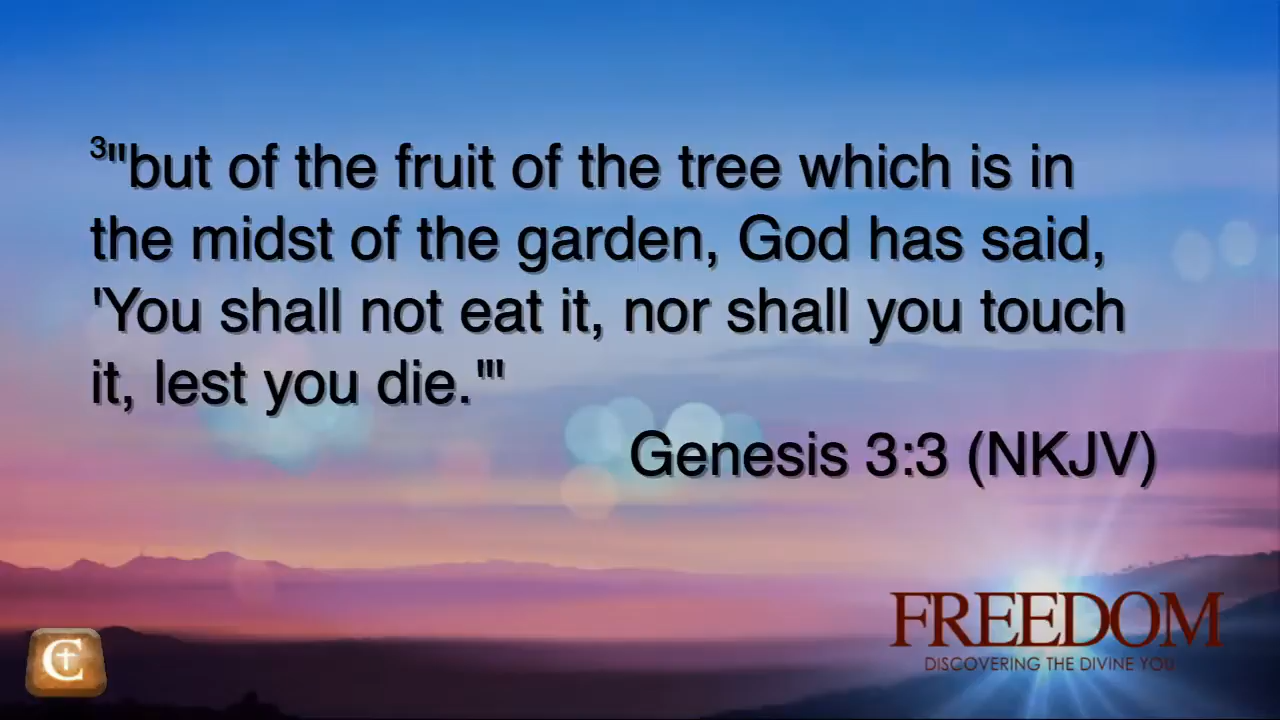 3"but of the fruit of the tree which is in
the midst of the garden, God has said,
'You shall not eat it, nor shall you touch
it, lest you die.'"
Genesis 3:3 (NKJV)
FREEDOM
DISCOVERING THE DIVINE YOU
C